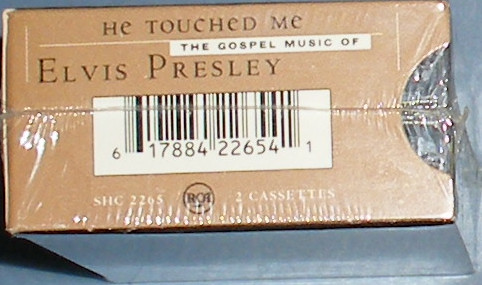 HE TOUCHED ME
THE GOSPEL MUSIC OF
ELVIS PRESLEY
6 17884 22654 1
SHC 2265 RCA 2 CASSETTES